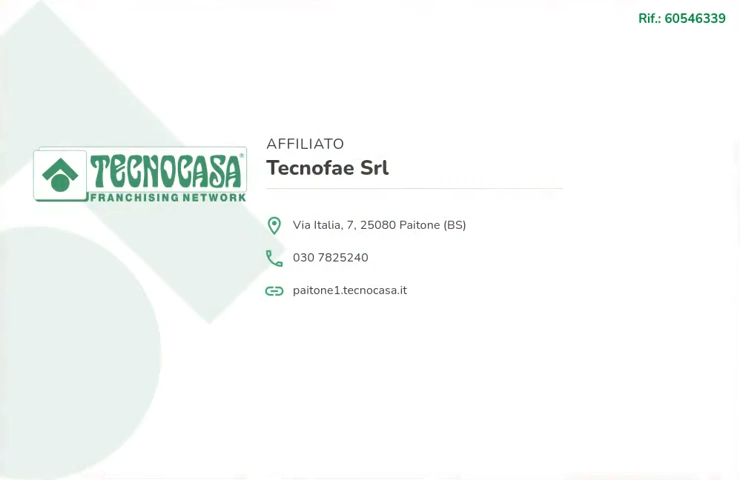 Rif.: 60546339
TECNOCASA®
FRANCHISING NETWORK
AFFILIATO
Tecnofae Srl
Via Italia, 7, 25080 Paitone (BS)
030 7825240
paitone1.tecnocasa.it